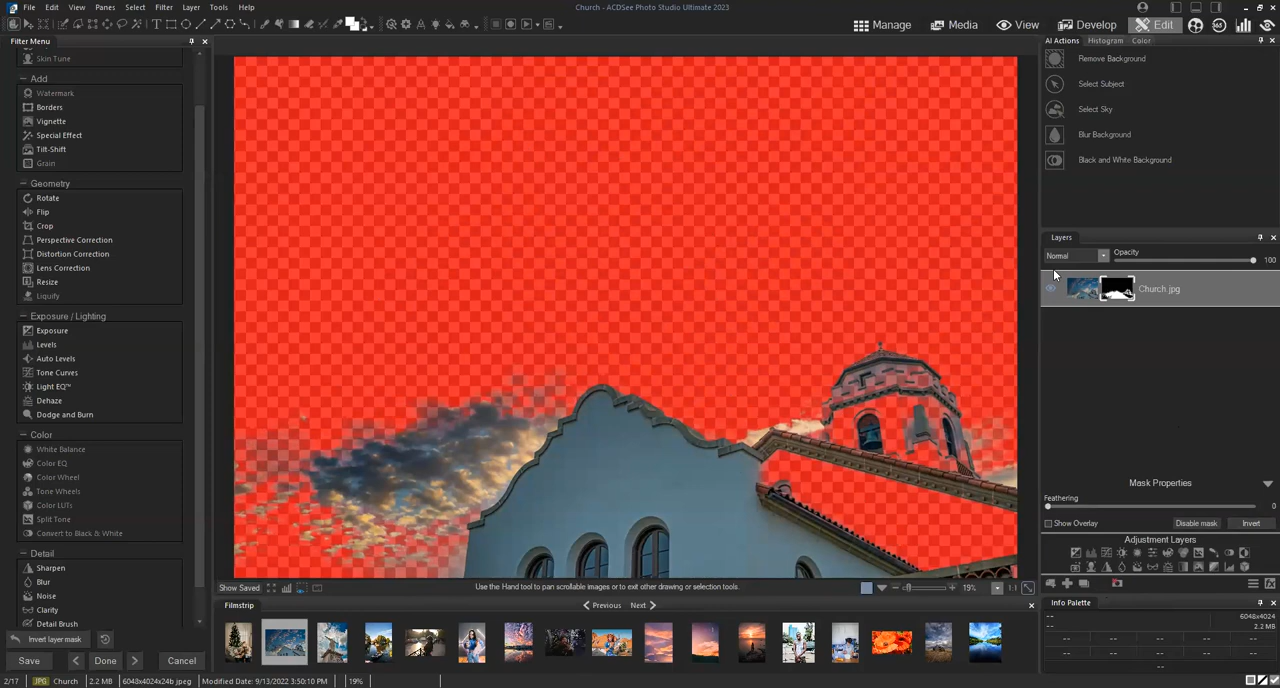 File Edit View Panes Select Filter Layer Tools Help
Church - ACDSee Photo Studio Ultimate 2023
Manage Media View Develop Edit 365
Filter Menu
Skin Tune
Add
Watermark
Borders
Vignette
Special Effect
Tilt-Shift
Grain
Geometry
Rotate
Flip
Crop
Perspective Correction
Distortion Correction
Lens Correction
Resize
Liquify
Exposure / Lighting
Exposure
Levels
Auto Levels
Tone Curves
Light EQ™
Dehaze
Dodge and Burn
Color
White Balance
Color EQ
Color Wheel
Tone Wheels
Color LUTs
Split Tone
Convert to Black & White
Detail
Sharpen
Blur
Noise
Clarity
Detail Brush
Invert layer mask
Save Done Cancel
Show Saved
Use the Hand tool to pan scrollable images or to exit other drawing or selection tools.
19% 1:1
Filmstrip Previous Next
AI Actions Histogram Color
Remove Background
Select Subject
Select Sky
Blur Background
Black and White Background
Layers
Normal Opacity 100
Church.jpg
Mask Properties
Feathering 0
Show Overlay Disable mask Invert
Adjustment Layers
Info Palette
-- 6048x4024
-- 2.2 MB
-- -- -- -- --
-- -- -- -- --
--
2/17 JPG Church 2.2 MB 6048x4024x24b jpeg Modified Date: 9/13/2022 3:50:10 PM 19%